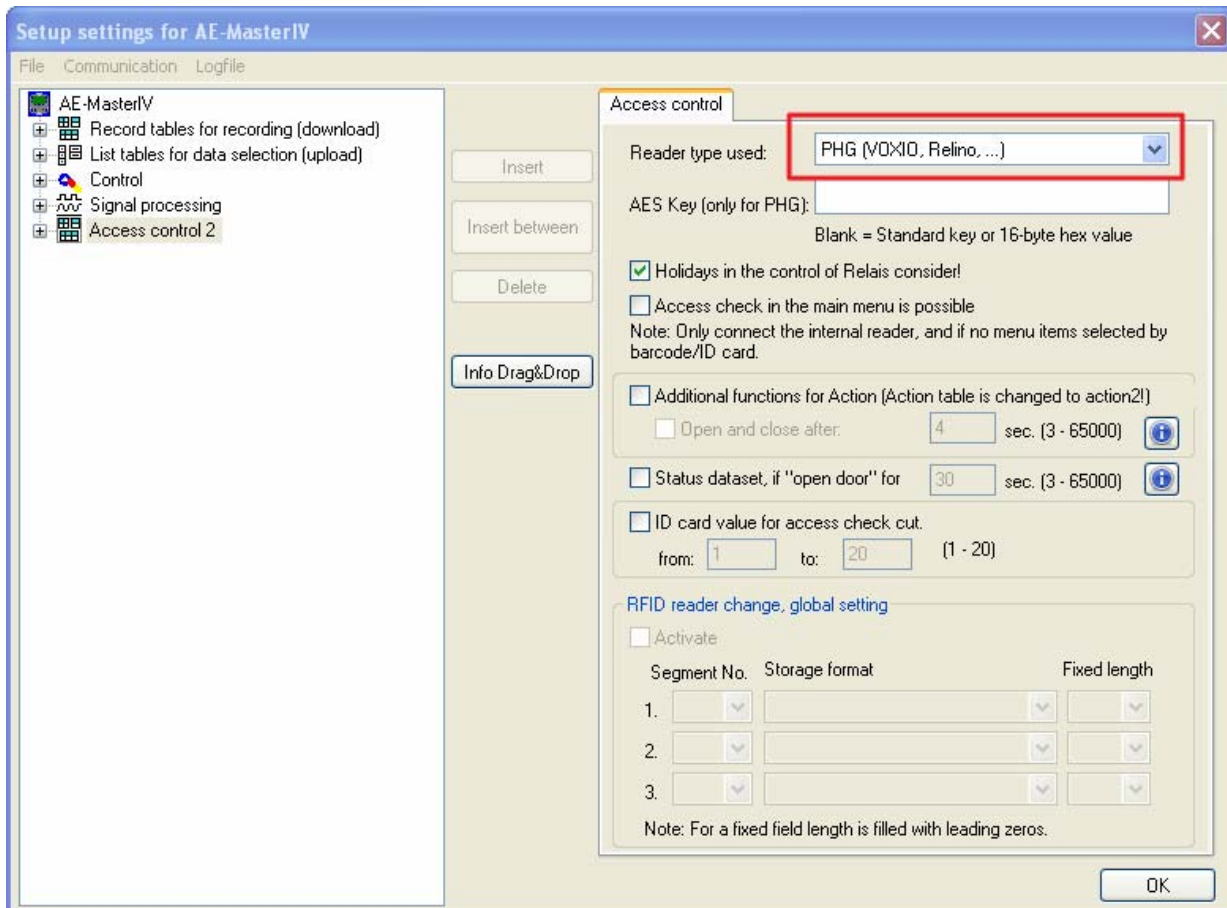 Setup settings for AE-MasterIV
File Communication Logfile
AE-MasterIV
Record tables for recording (download)
List tables for data selection (upload)
Control
Signal processing
Access control 2
Insert
Insert between
Delete
Info Drag&Drop
Access control
Reader type used: PHG (VOXIO, Relino, ...)
AES Key (only for PHG):
Blank = Standard key or 16-byte hex value
Holidays in the control of Relais consider!
Access check in the main menu is possible
Note: Only connect the internal reader, and if no menu items selected by
barcode/ID card.
Additional functions for Action (Action table is changed to action2!)
Open and close after: 4 sec. (3 - 65000)
Status dataset, if "open door" for 30 sec. (3 - 65000)
ID card value for access check cut.
from: 1 to: 20 (1 - 20)
RFID reader change, global setting
Activate
Segment No. Storage format Fixed length
1.
2.
3.
Note: For a fixed field length is filled with leading zeros.
OK